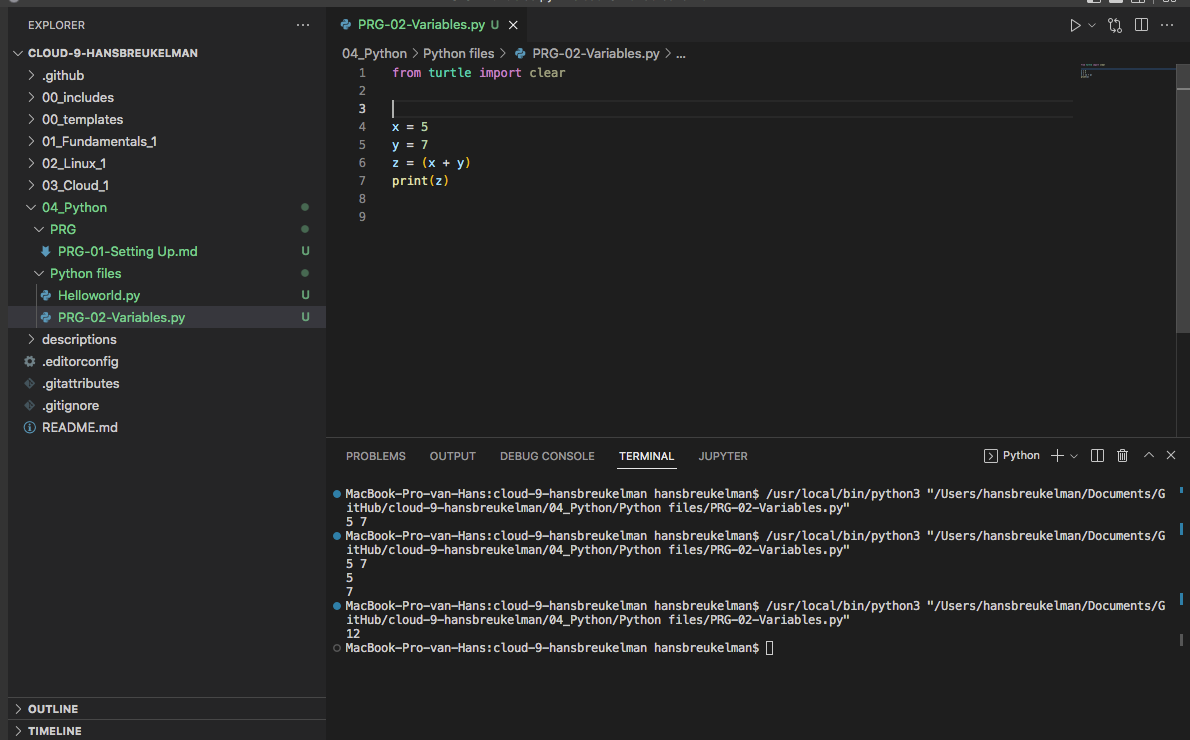 EXPLORER
CLOUD-9-HANSBREUKELMAN
.github
00_includes
00_templates
01_Fundamentals_1
02_Linux_1
03_Cloud_1
04_Python
PRG
PRG-01-Setting Up.md U
Python files
Helloworld.py U
PRG-02-Variables.py U
descriptions
.editorconfig
.gitattributes
.gitignore
README.md
OUTLINE
TIMELINE
PRG-02-Variables.py U
04_Python > Python files > PRG-02-Variables.py > ...
1 from turtle import clear
2
3
4 x = 5
5 y = 7
6 z = (x + y)
7 print(z)
8
9
PROBLEMS OUTPUT DEBUG CONSOLE TERMINAL JUPYTER Python
MacBook-Pro-van-Hans:cloud-9-hansbreukelman hansbreukelman$ /usr/local/bin/python3 "/Users/hansbreukelman/Documents/G
itHub/cloud-9-hansbreukelman/04_Python/Python files/PRG-02-Variables.py"
5 7
MacBook-Pro-van-Hans:cloud-9-hansbreukelman hansbreukelman$ /usr/local/bin/python3 "/Users/hansbreukelman/Documents/G
itHub/cloud-9-hansbreukelman/04_Python/Python files/PRG-02-Variables.py"
5 7
5
7
MacBook-Pro-van-Hans:cloud-9-hansbreukelman hansbreukelman$ /usr/local/bin/python3 "/Users/hansbreukelman/Documents/G
itHub/cloud-9-hansbreukelman/04_Python/Python files/PRG-02-Variables.py"
12
MacBook-Pro-van-Hans:cloud-9-hansbreukelman hansbreukelman$